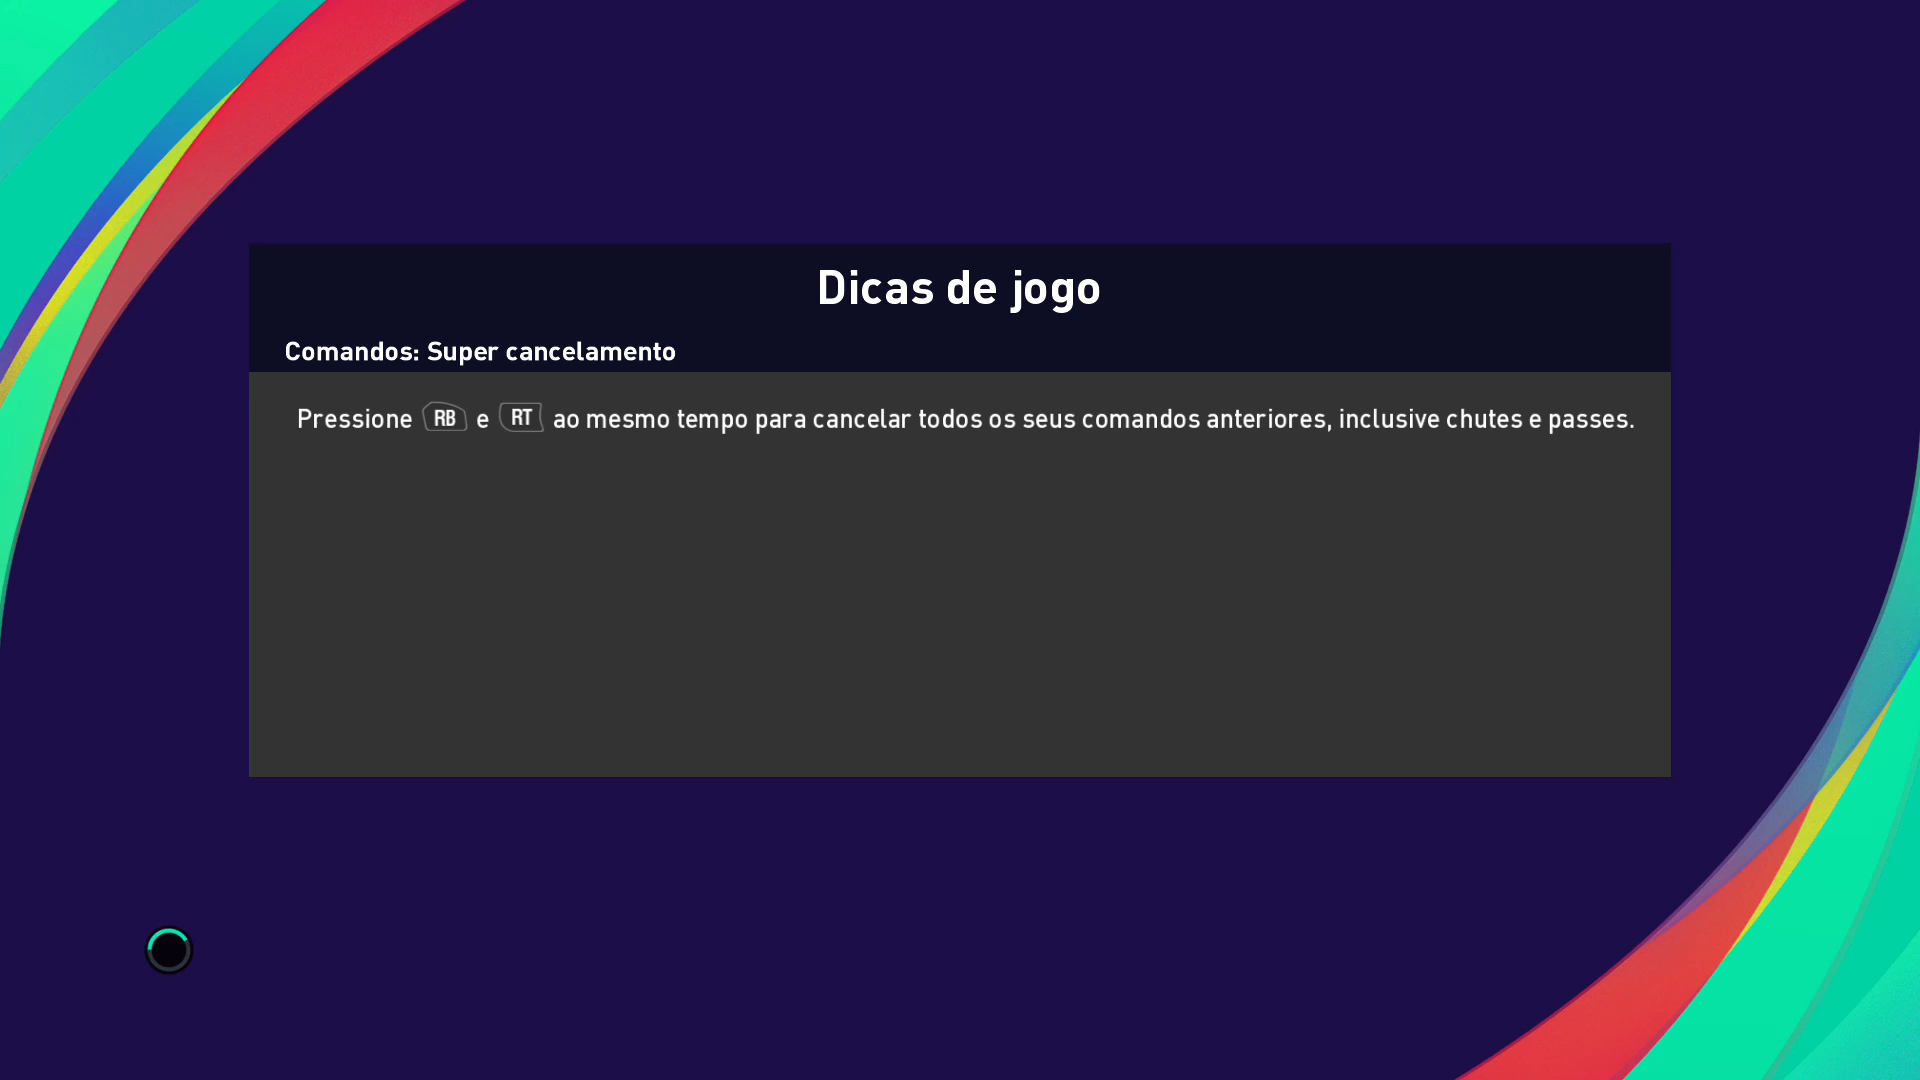 Dicas de jogo
Comandos: Super cancelamento
Pressione RB e RT ao mesmo tempo para cancelar todos os seus comandos anteriores, inclusive chutes e passes.